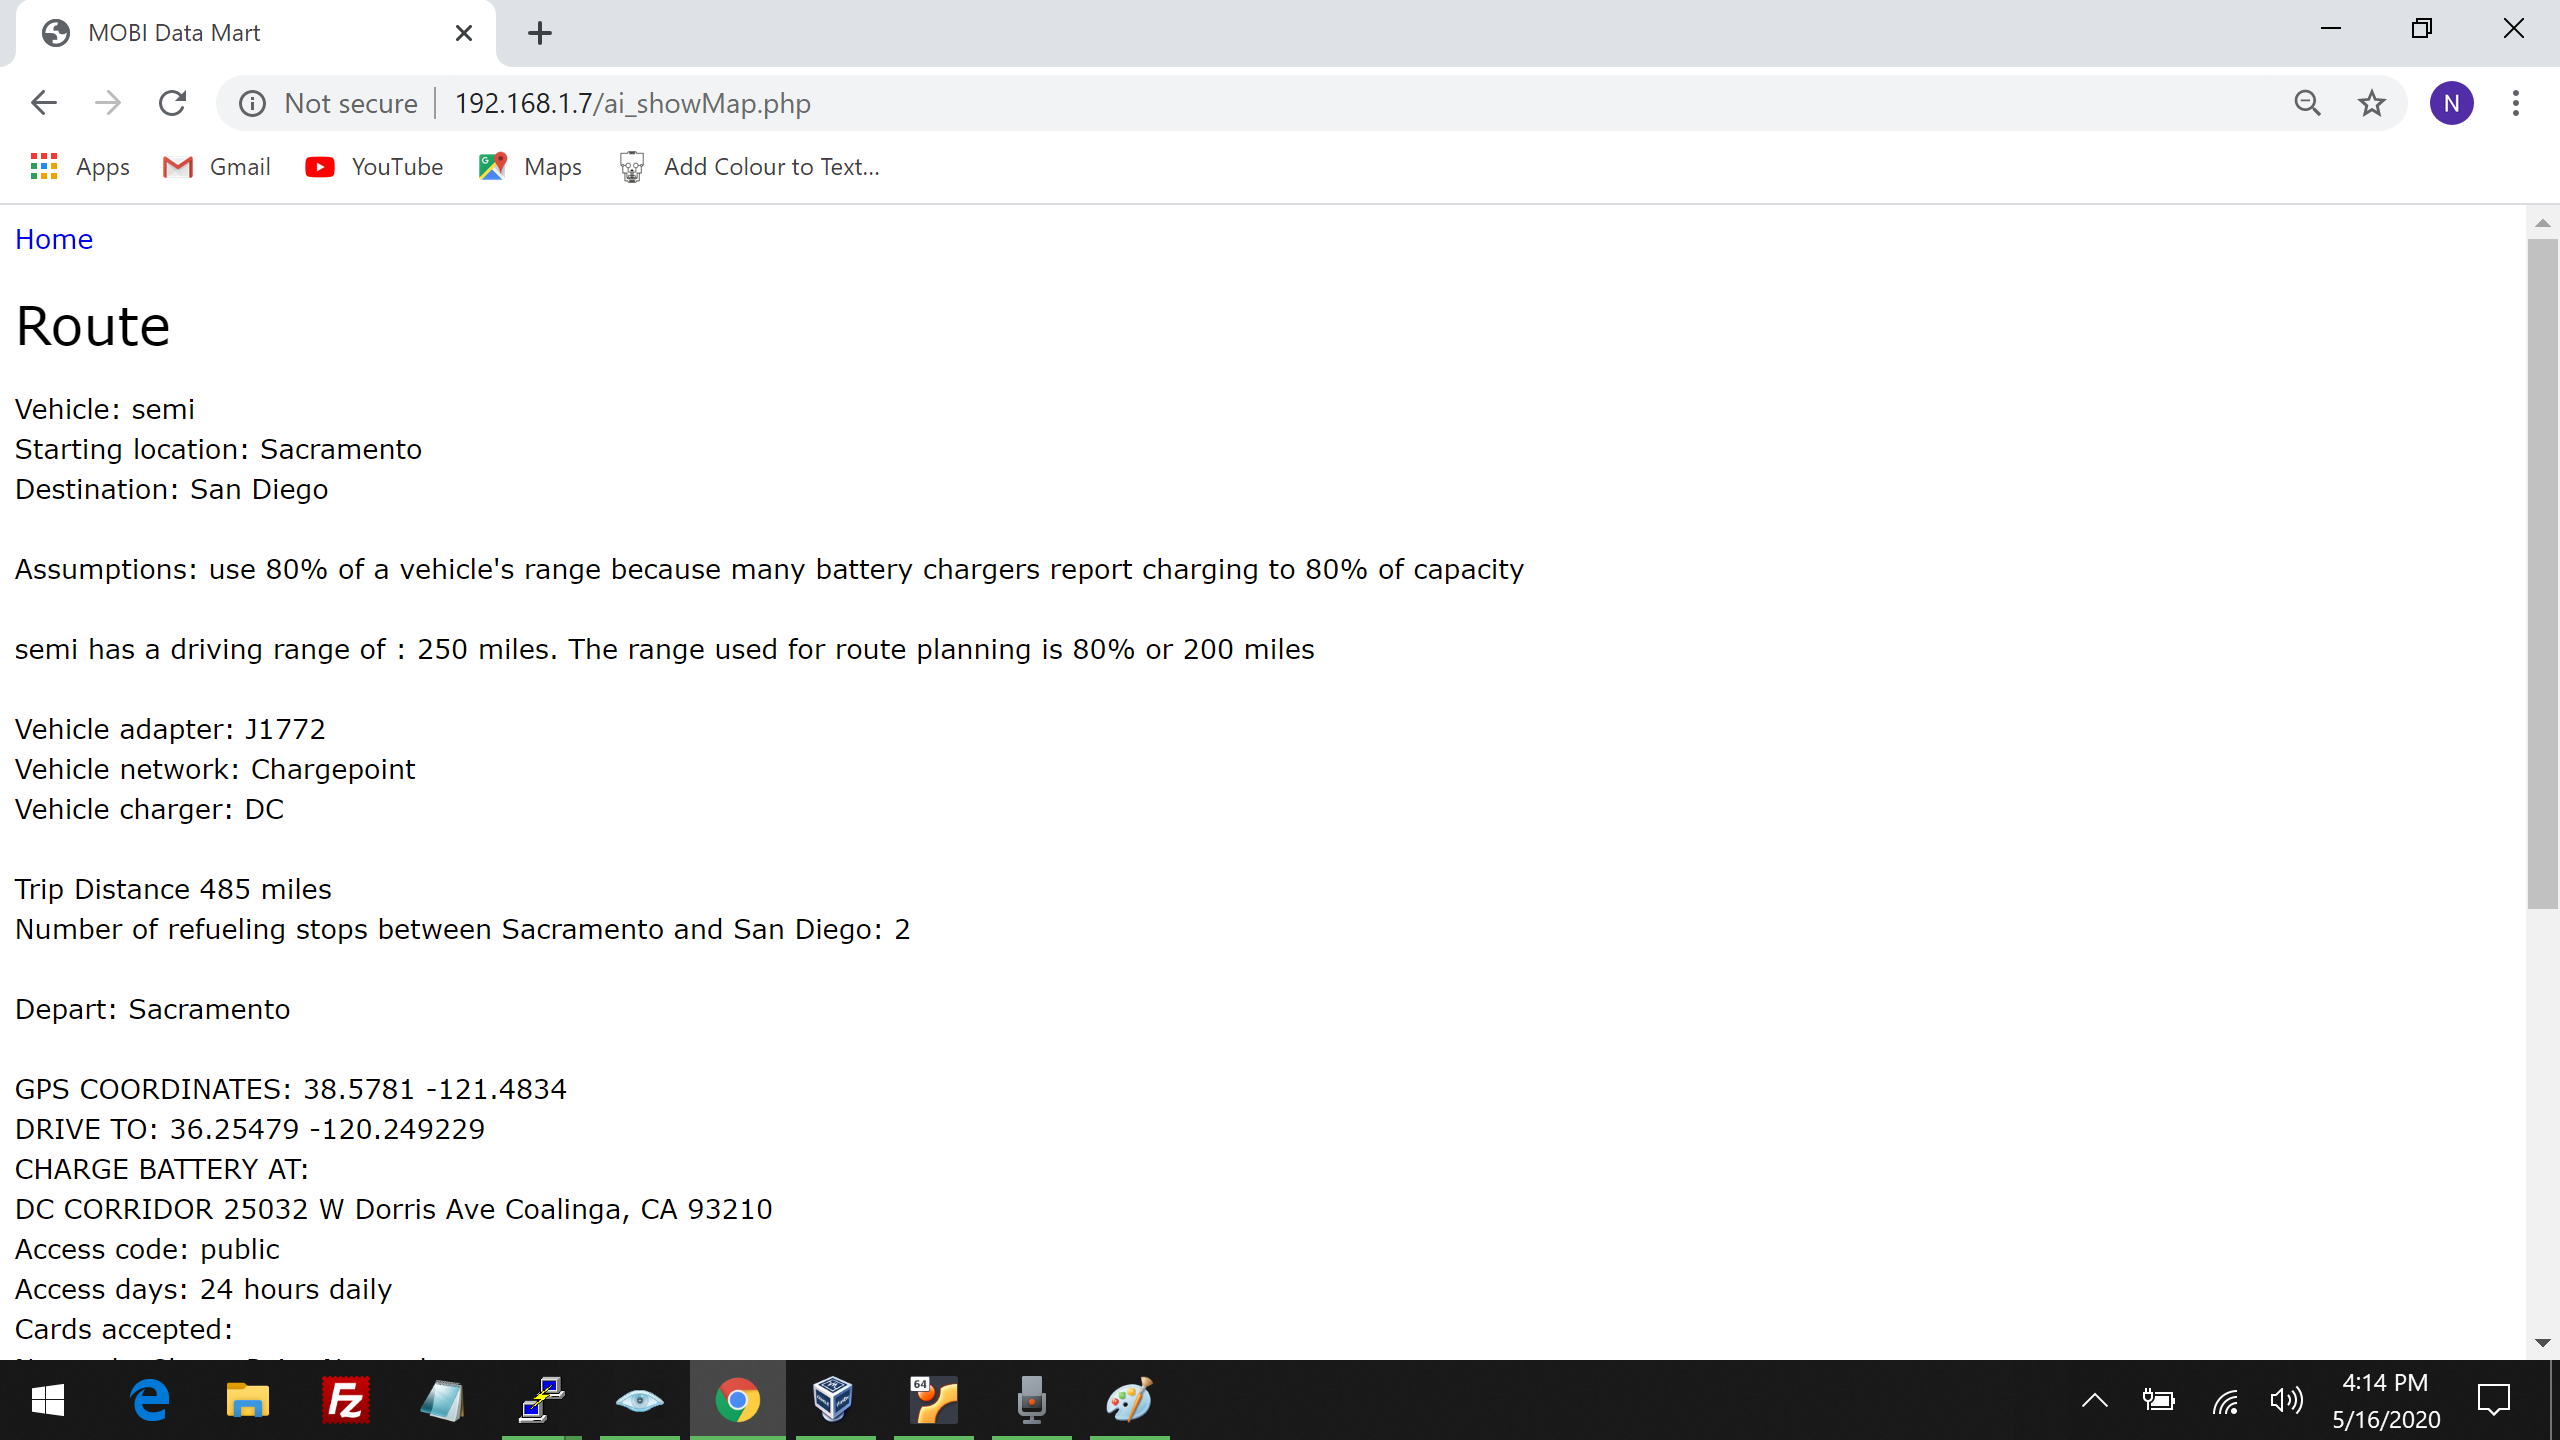 MOBI Data Mart
Not secure
192.168.1.7/ai_showMap.php
N
Apps
Gmail
YouTube
Maps
Add Colour to Text...
Home
Route
Vehicle: semi
Starting location: Sacramento
Destination: San Diego
Assumptions: use 80% of a vehicle's range because many battery chargers report charging to 80% of capacity
semi has a driving range of : 250 miles. The range used for route planning is 80% or 200 miles
Vehicle adapter: J1772
Vehicle network: Chargepoint
Vehicle charger: DC
Trip Distance 485 miles
Number of refueling stops between Sacramento and San Diego: 2
Depart: Sacramento
GPS COORDINATES: 38.5781 -121.4834
DRIVE TO: 36.25479 -120.249229
CHARGE BATTERY AT:
DC CORRIDOR 25032 W Dorris Ave Coalinga, CA 93210
Access code: public
Access days: 24 hours daily
Cards accepted:
Fz
64
4:14 PM
5/16/2020